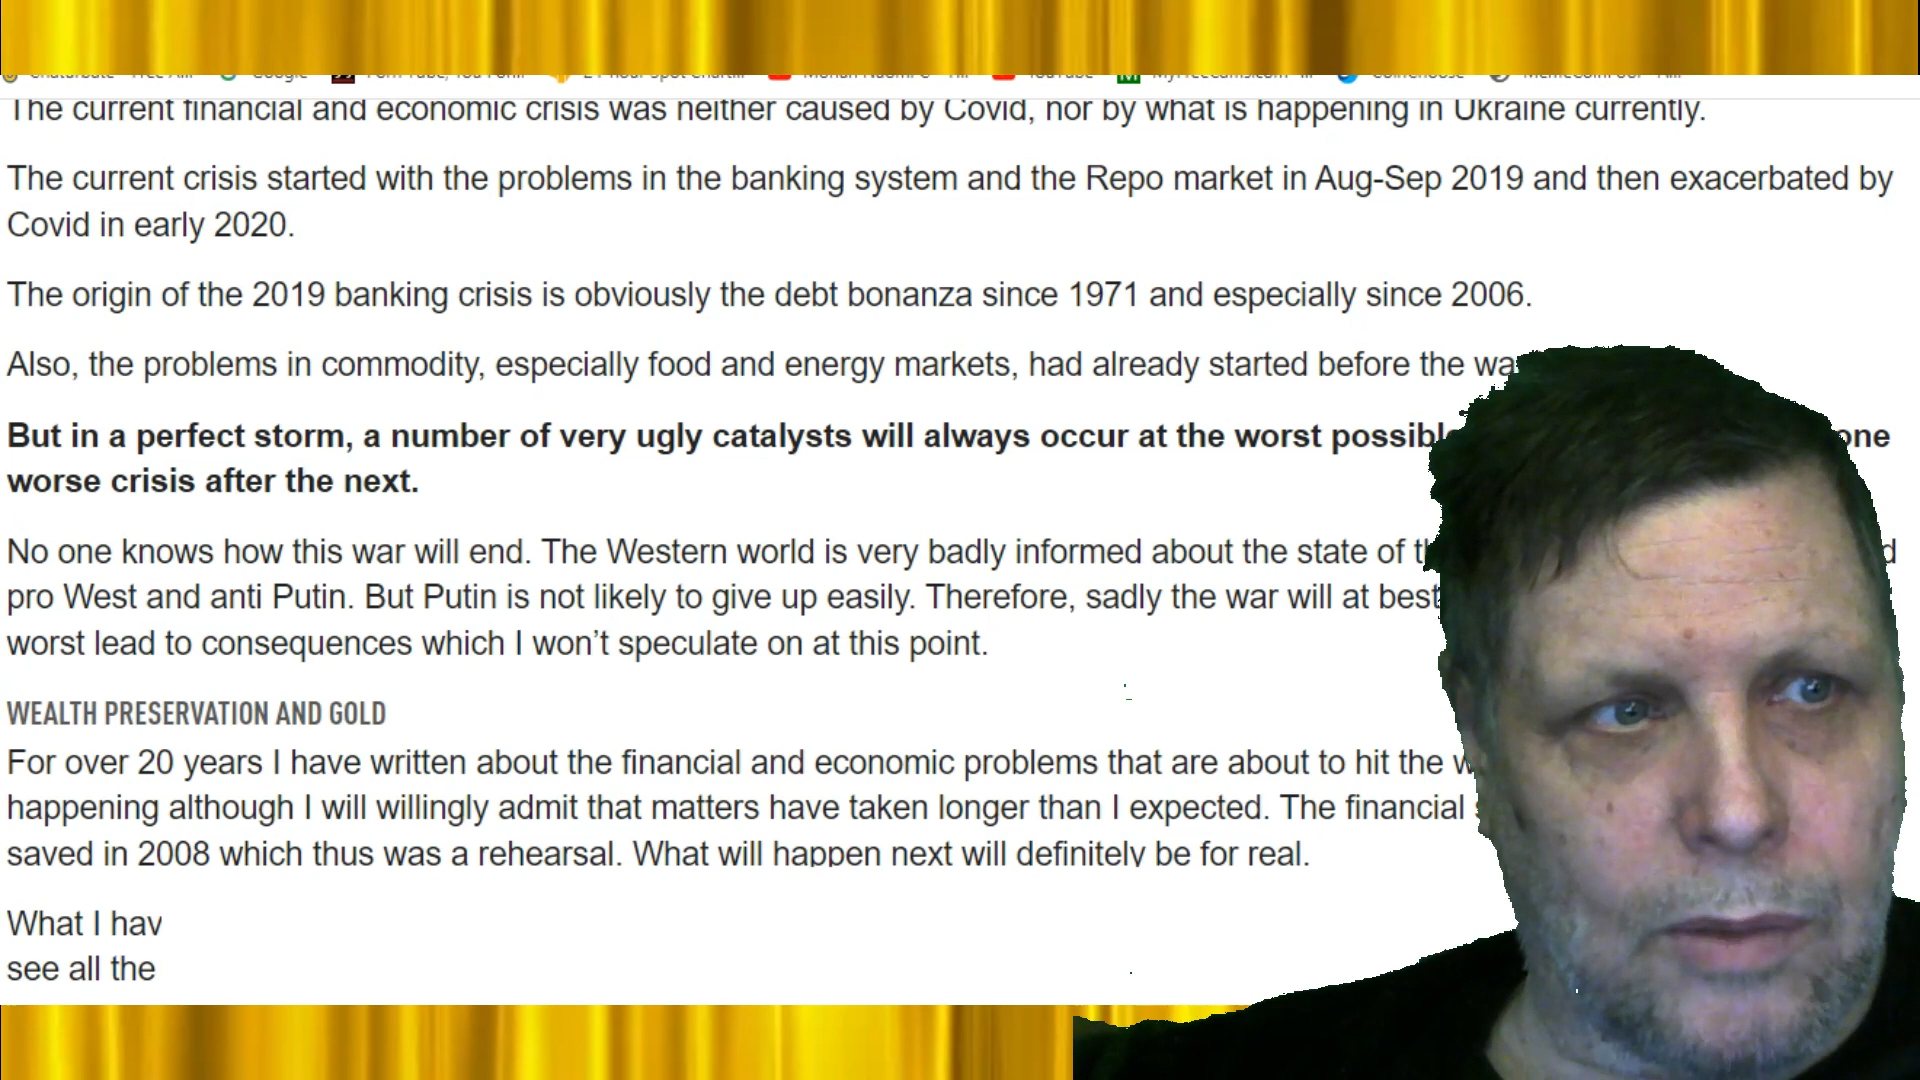 Google
YouTube
The current financial and economic crisis was neither caused by Covid, nor by what is happening in Ukraine currently.
The current crisis started with the problems in the banking system and the Repo market in Aug-Sep 2019 and then exacerbated by
Covid in early 2020.
The origin of the 2019 banking crisis is obviously the debt bonanza since 1971 and especially since 2006.
Also, the problems in commodity, especially food and energy markets, had already started before the
But in a perfect storm, a number of very ugly catalysts will always occur at the worst one
worse crisis after the next.
No one knows how this war will end. The Western world is very badly informed about the state of
pro West and anti Putin. But Putin is not likely to give up easily. Therefore, sadly the war will at best
worst lead to consequences which I won’t speculate on at this point.
WEALTH PRESERVATION AND GOLD
For over 20 years I have written about the financial and economic problems that are about to hit the
happening although I will willingly admit that matters have taken longer than I expected. The financial
saved in 2008 which thus was a rehearsal. What will happen next will definitely be for real.
What I hav
see all the